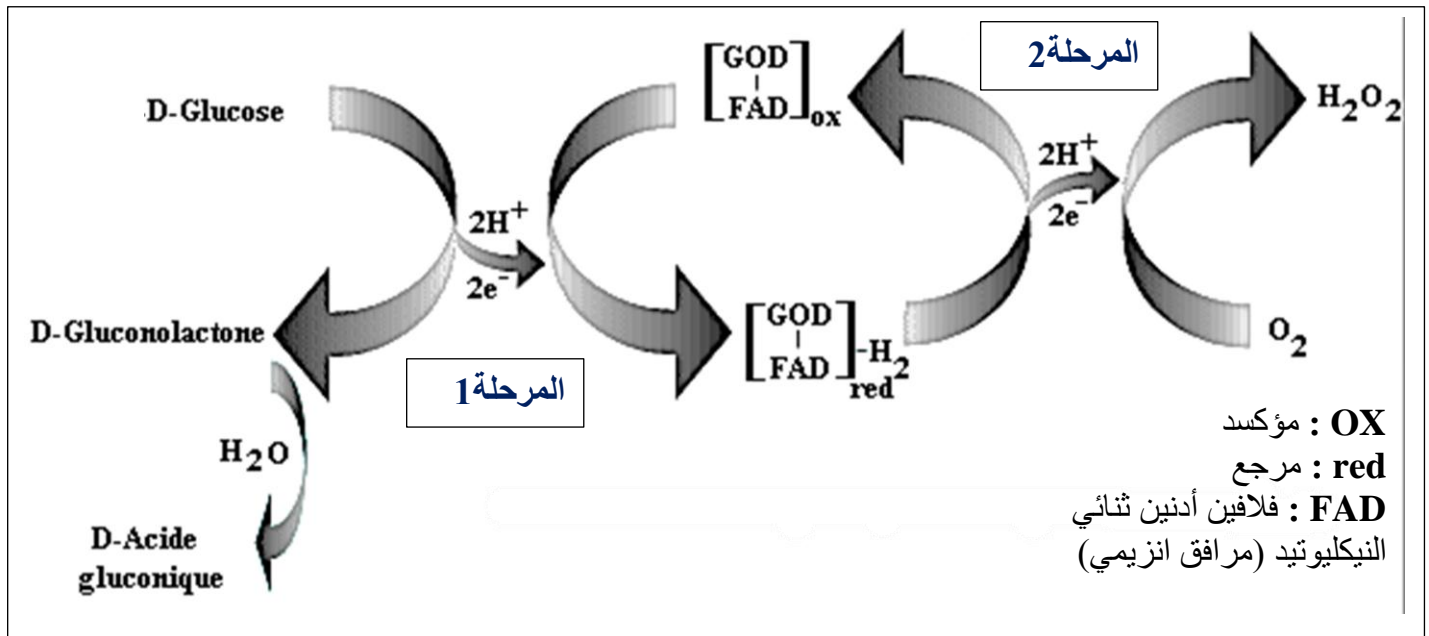 المرحلة2
GOD
FAD
ox
D-Glucose
H2O2
2H+
2e-
2H+
2e-
D-Gluconolactone
GOD
FAD
-H2
red
O2
المرحلة1
OX : مؤكسد
red : مرجع
FAD : فلافين أدنين ثنائي
النيكليوتيد (مرافق انزيمي)
H2O
D-Acide
gluconique